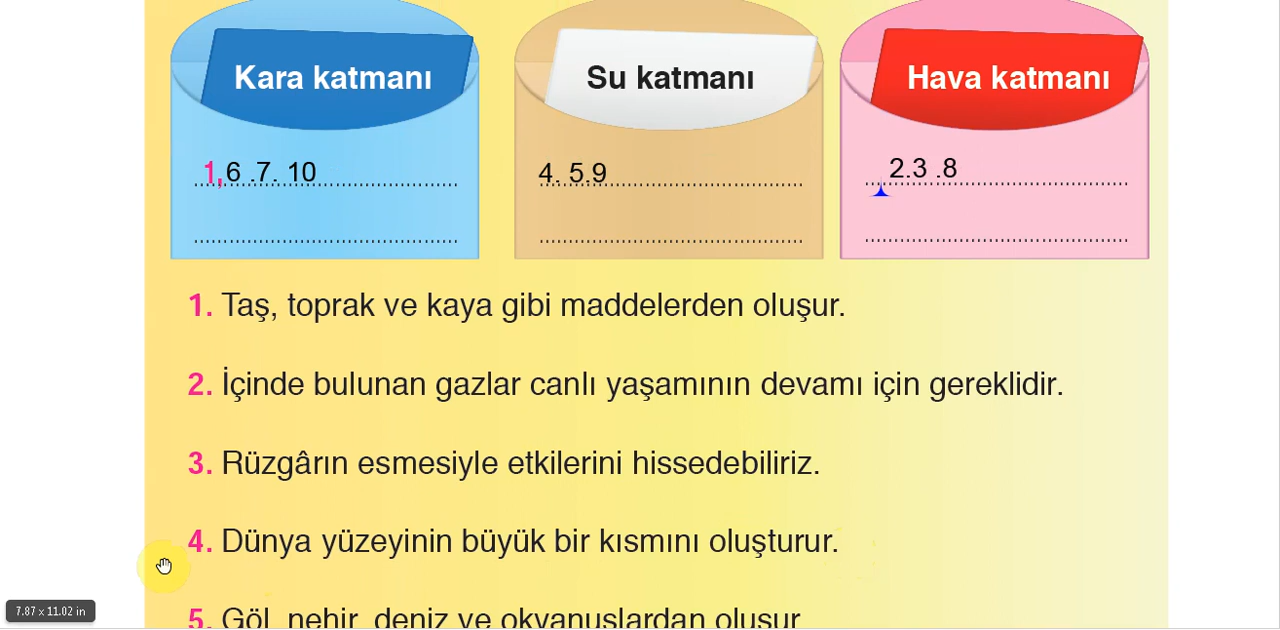 Kara katmanı
Su katmanı
Hava katmanı
1,6 .7. 10
4. 5.9
2.3 .8
1. Taş, toprak ve kaya gibi maddelerden oluşur.
2. İçinde bulunan gazlar canlı yaşamının devamı için gereklidir.
3. Rüzgârın esmesiyle etkilerini hissedebiliriz.
4. Dünya yüzeyinin büyük bir kısmını oluşturur.
5. Göl, nehir, deniz ve okyanuslardan oluşur
7.87 x 11.02 in